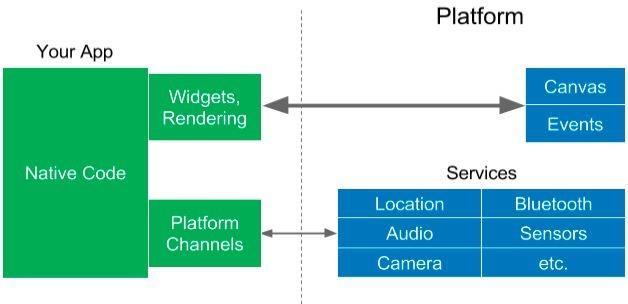 Platform
Your App
Widgets,
Rendering
Canvas
Events
Native Code
Services
Platform
Channels
Location
Bluetooth
Audio
Sensors
Camera
etc.